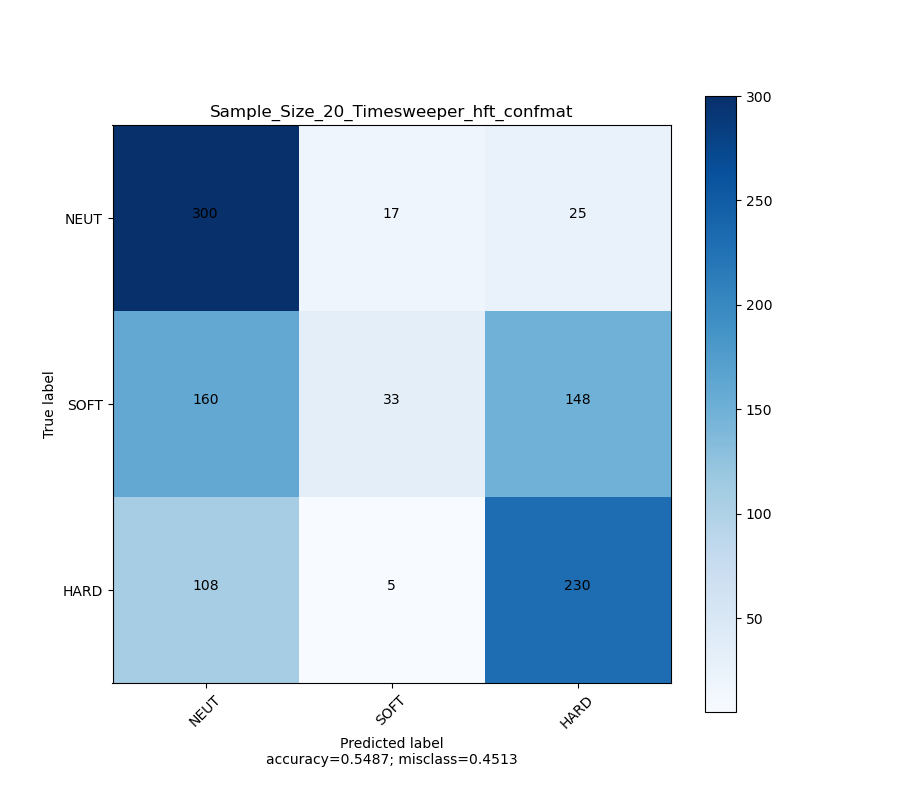 Sample_Size_20_Timesweeper_hft_confmat
300
NEUT 300 17 25
250
200
True label
SOFT 160 33 148
150
100
HARD 108 5 230
50
NEUT SOFT HARD
Predicted label
accuracy=0.5487; misclass=0.4513